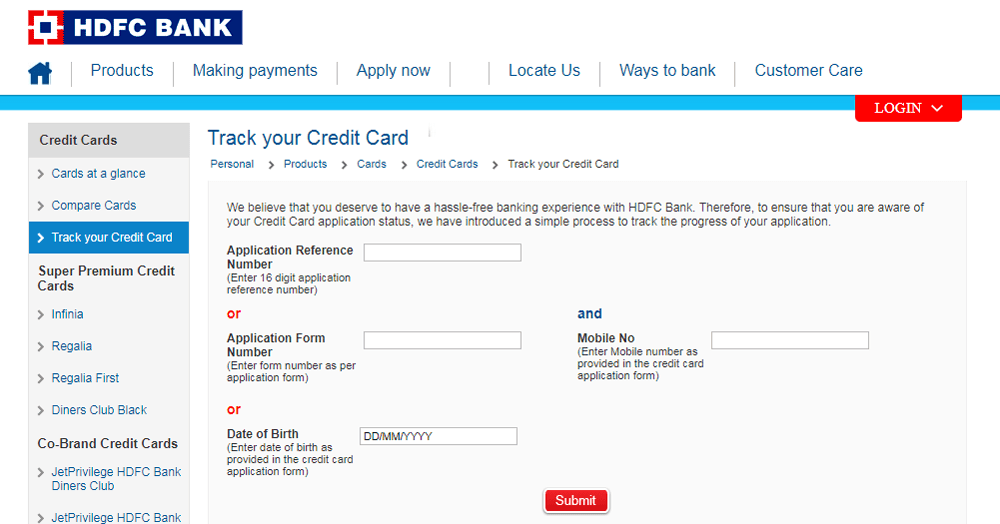 HDFC BANK
Products
Making payments
Apply now
Locate Us
Ways to bank
Customer Care
LOGIN
Credit Cards
Cards at a glance
Compare Cards
Track your Credit Card
Super Premium Credit
Cards
Infinia
Regalia
Regalia First
Diners Club Black
Co-Brand Credit Cards
JetPrivilege HDFC Bank
Diners Club
JetPrivilege HDFC Bank
Track your Credit Card
Personal > Products > Cards > Credit Cards > Track your Credit Card
We believe that you deserve to have a hassle-free banking experience with HDFC Bank. Therefore, to ensure that you are aware of
your Credit Card application status, we have introduced a simple process to track the progress of your application.
Application Reference
Number
(Enter 16 digit application
reference number)
or
and
Application Form
Number
(Enter form number as per
application form)
Mobile No
(Enter Mobile number as
provided in the credit card
application form)
or
Date of Birth
(Enter date of birth as
provided in the credit card
application form)
DD/MM/YYYY
Submit